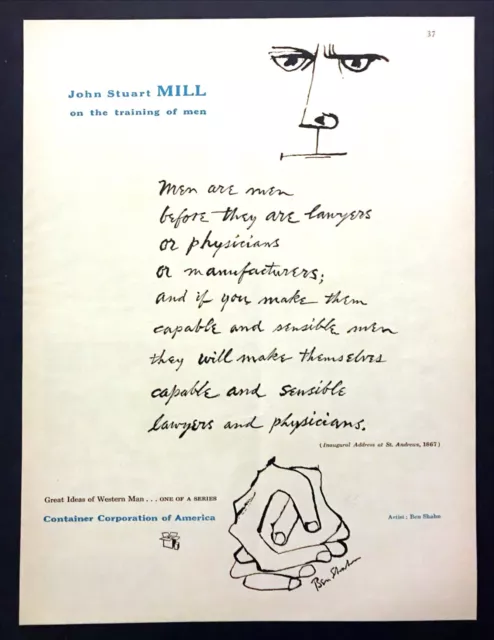 37
John Stuart MILL
on the training of men
Men are men
before they are lawyers
or physicians
or manufacturers;
and if you make them
capable and sensible men
they will make themselves
capable and sensible
lawyers and physicians.
(Inaugural Address at St. Andrews, 1867)
Great Ideas of Western Man . . . ONE OF A SERIES
Container Corporation of America
Artist: Ben Shahn
Ben Shahn